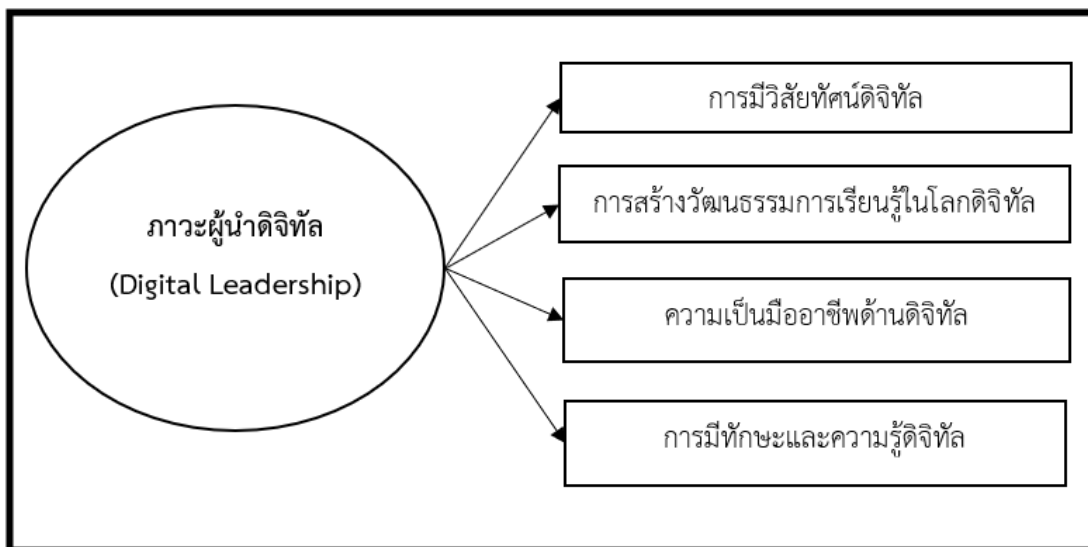 ภาวะผู้นำดิจิทัล
(Digital Leadership)
การมีวิสัยทัศน์ดิจิทัล
การสร้างวัฒนธรรมการเรียนรู้ในโลกดิจิทัล
ความเป็นมืออาชีพด้านดิจิทัล
การมีทักษะและความรู้ดิจิทัล